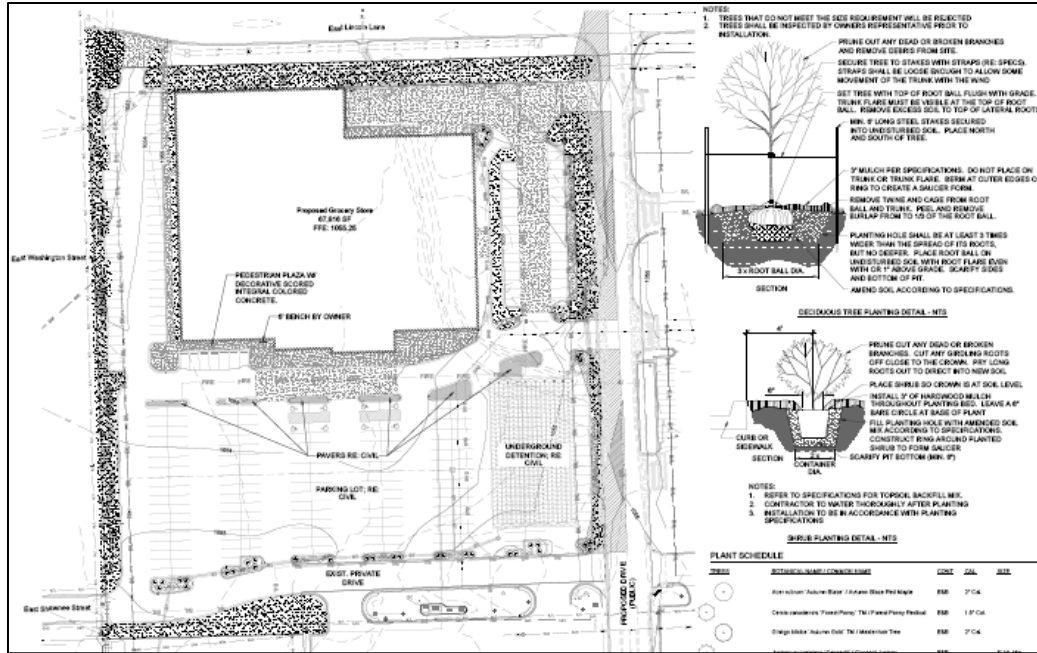 East Lincoln Lane
Proposed Grocery Store
67,616 SF
FFE: 1055.25
East Washington Street
PEDESTRIAN PLAZA W/
DECORATIVE SCORED
INTEGRAL COLORED
CONCRETE.
6' BENCH BY OWNER
FIRE
FIRE
FIRE
FIRE
PAVERS RE: CIVIL
UNDERGROUND
DETENTION; RE:
CIVIL
PARKING LOT; RE:
CIVIL
EXIST. PRIVATE
DRIVE
East Street
PROPOSED DRIVE
(PUBLIC)
NOTES:
1. TREES THAT DO NOT MEET THE SIZE REQUIREMENT WILL BE REJECTED
2. TREES SHALL BE INSPECTED BY OWNERS REPRESENTATIVE PRIOR TO
INSTALLATION.
PRUNE OUT ANY DEAD OR BROKEN BRANCHES
AND REMOVE DEBRIS FROM SITE.
SECURE TREE TO STAKES WITH STRAPS (RE: SPECS).
STRAPS SHALL BE LOOSE ENOUGH TO ALLOW SOME
MOVEMENT OF THE TRUNK WITH THE WIND
SET TREE WITH TOP OF ROOT BALL FLUSH WITH GRADE.
TRUNK FLARE MUST BE VISIBLE AT THE TOP OF ROOT
BALL. REMOVE EXCESS SOIL TO TOP OF LATERAL ROOTS
MIN. 6' LONG STEEL STAKES SECURED
INTO UNDISTURBED SOIL. PLACE NORTH
AND SOUTH OF TREE.
3" MULCH PER SPECIFICATIONS. DO NOT PLACE ON
TRUNK OR TRUNK FLARE. BERM AT OUTER EDGES O
RING TO CREATE A SAUCER FORM.
REMOVE TWINE AND CAGE FROM ROOT
BALL AND TRUNK. PEEL AND REMOVE
BURLAP FROM TO 1/3 OF THE ROOT BALL.
PLANTING HOLE SHALL BE AT LEAST 3 TIMES
WIDER THAN THE SPREAD OF ITS ROOTS,
BUT NO DEEPER. PLACE ROOT BALL ON
UNDISTURBED SOIL WITH ROOT FLARE EVEN
WITH OR 1" ABOVE GRADE. SCARIFY SIDES
AND BOTTOM OF PIT.
AMEND SOIL ACCORDING TO SPECIFICATIONS.
3 x ROOT BALL DIA.
SECTION
DECIDUOUS TREE PLANTING DETAIL - NTS
4'
PRUNE OUT ANY DEAD OR BROKEN
BRANCHES. CUT ANY GIRDLING ROOTS
OFF CLOSE TO THE CROWN. PRY LONG
ROOTS OUT TO DIRECT INTO NEW SOIL
PLACE SHRUB SO CROWN IS AT SOIL LEVEL
6"
INSTALL 3" OF HARDWOOD MULCH
THROUGHOUT PLANTING BED. LEAVE A 6"
BARE CIRCLE AT BASE OF PLANT
FILL PLANTING HOLE WITH AMENDED SOIL
MIX ACCORDING TO SPECIFICATIONS.
CONSTRUCT RING AROUND PLANTED
SHRUB TO FORM SAUCER
SCARIFY PIT BOTTOM (MIN. 6")
CURB OR
SIDEWALK
SECTION
CONTAINER
DIA.
NOTES:
1. REFER TO SPECIFICATIONS FOR TOPSOIL BACKFILL MIX.
2. CONTRACTOR TO WATER THOROUGHLY AFTER PLANTING
3. INSTALLATION TO BE IN ACCORDANCE WITH PLANTING
SPECIFICATIONS
SHRUB PLANTING DETAIL - NTS
PLANT SCHEDULE
TREES BOTANICAL NAME / COMMON NAME CONT CAL SIZE
Acer rubrum 'Autumn Blaze' / Autumn Blaze Red Maple B&B 2" Cal.
Cercis canadensis 'Forest Pansy' TM / Forest Pansy Redbud B&B 1.5" Cal.
Ginkgo biloba 'Autumn Gold' TM / Maidenhair Tree B&B 2" Cal.